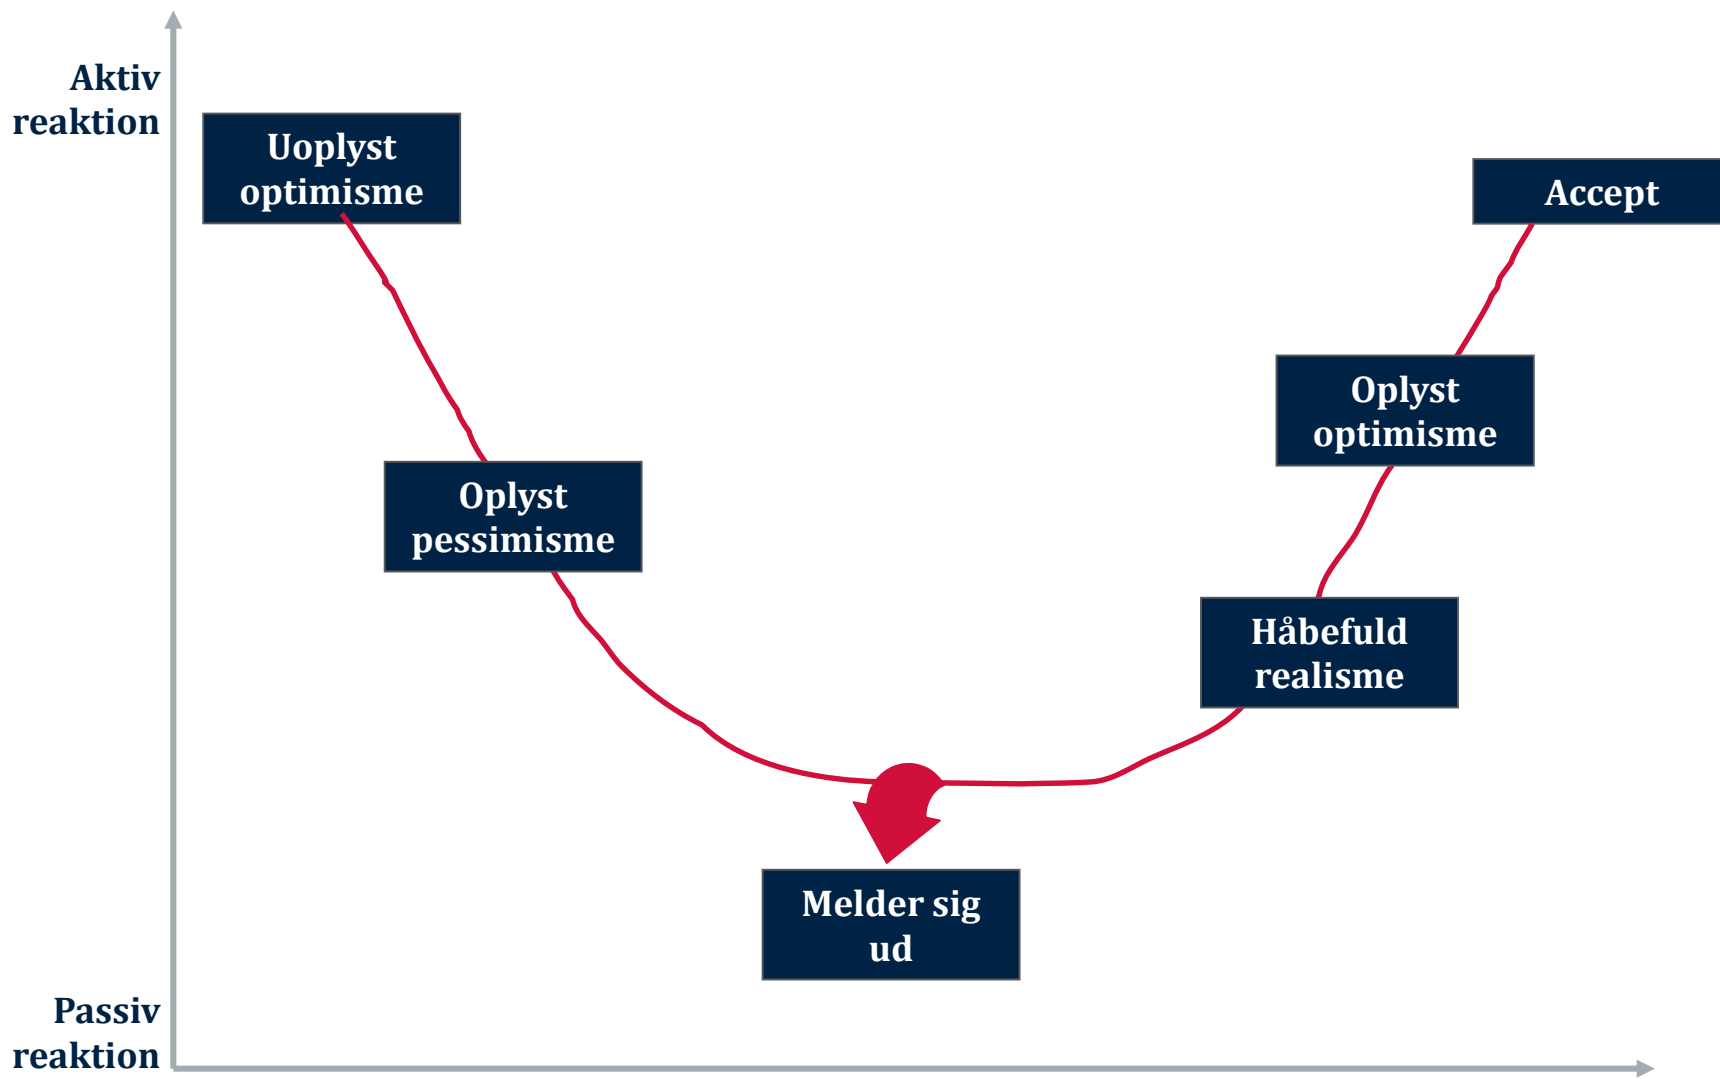 Aktiv
reaktion
Uoplyst
optimisme
Accept
Oplyst
optimisme
Oplyst
pessimisme
Håbefuld
realisme
Melder sig
ud
Passiv
reaktion